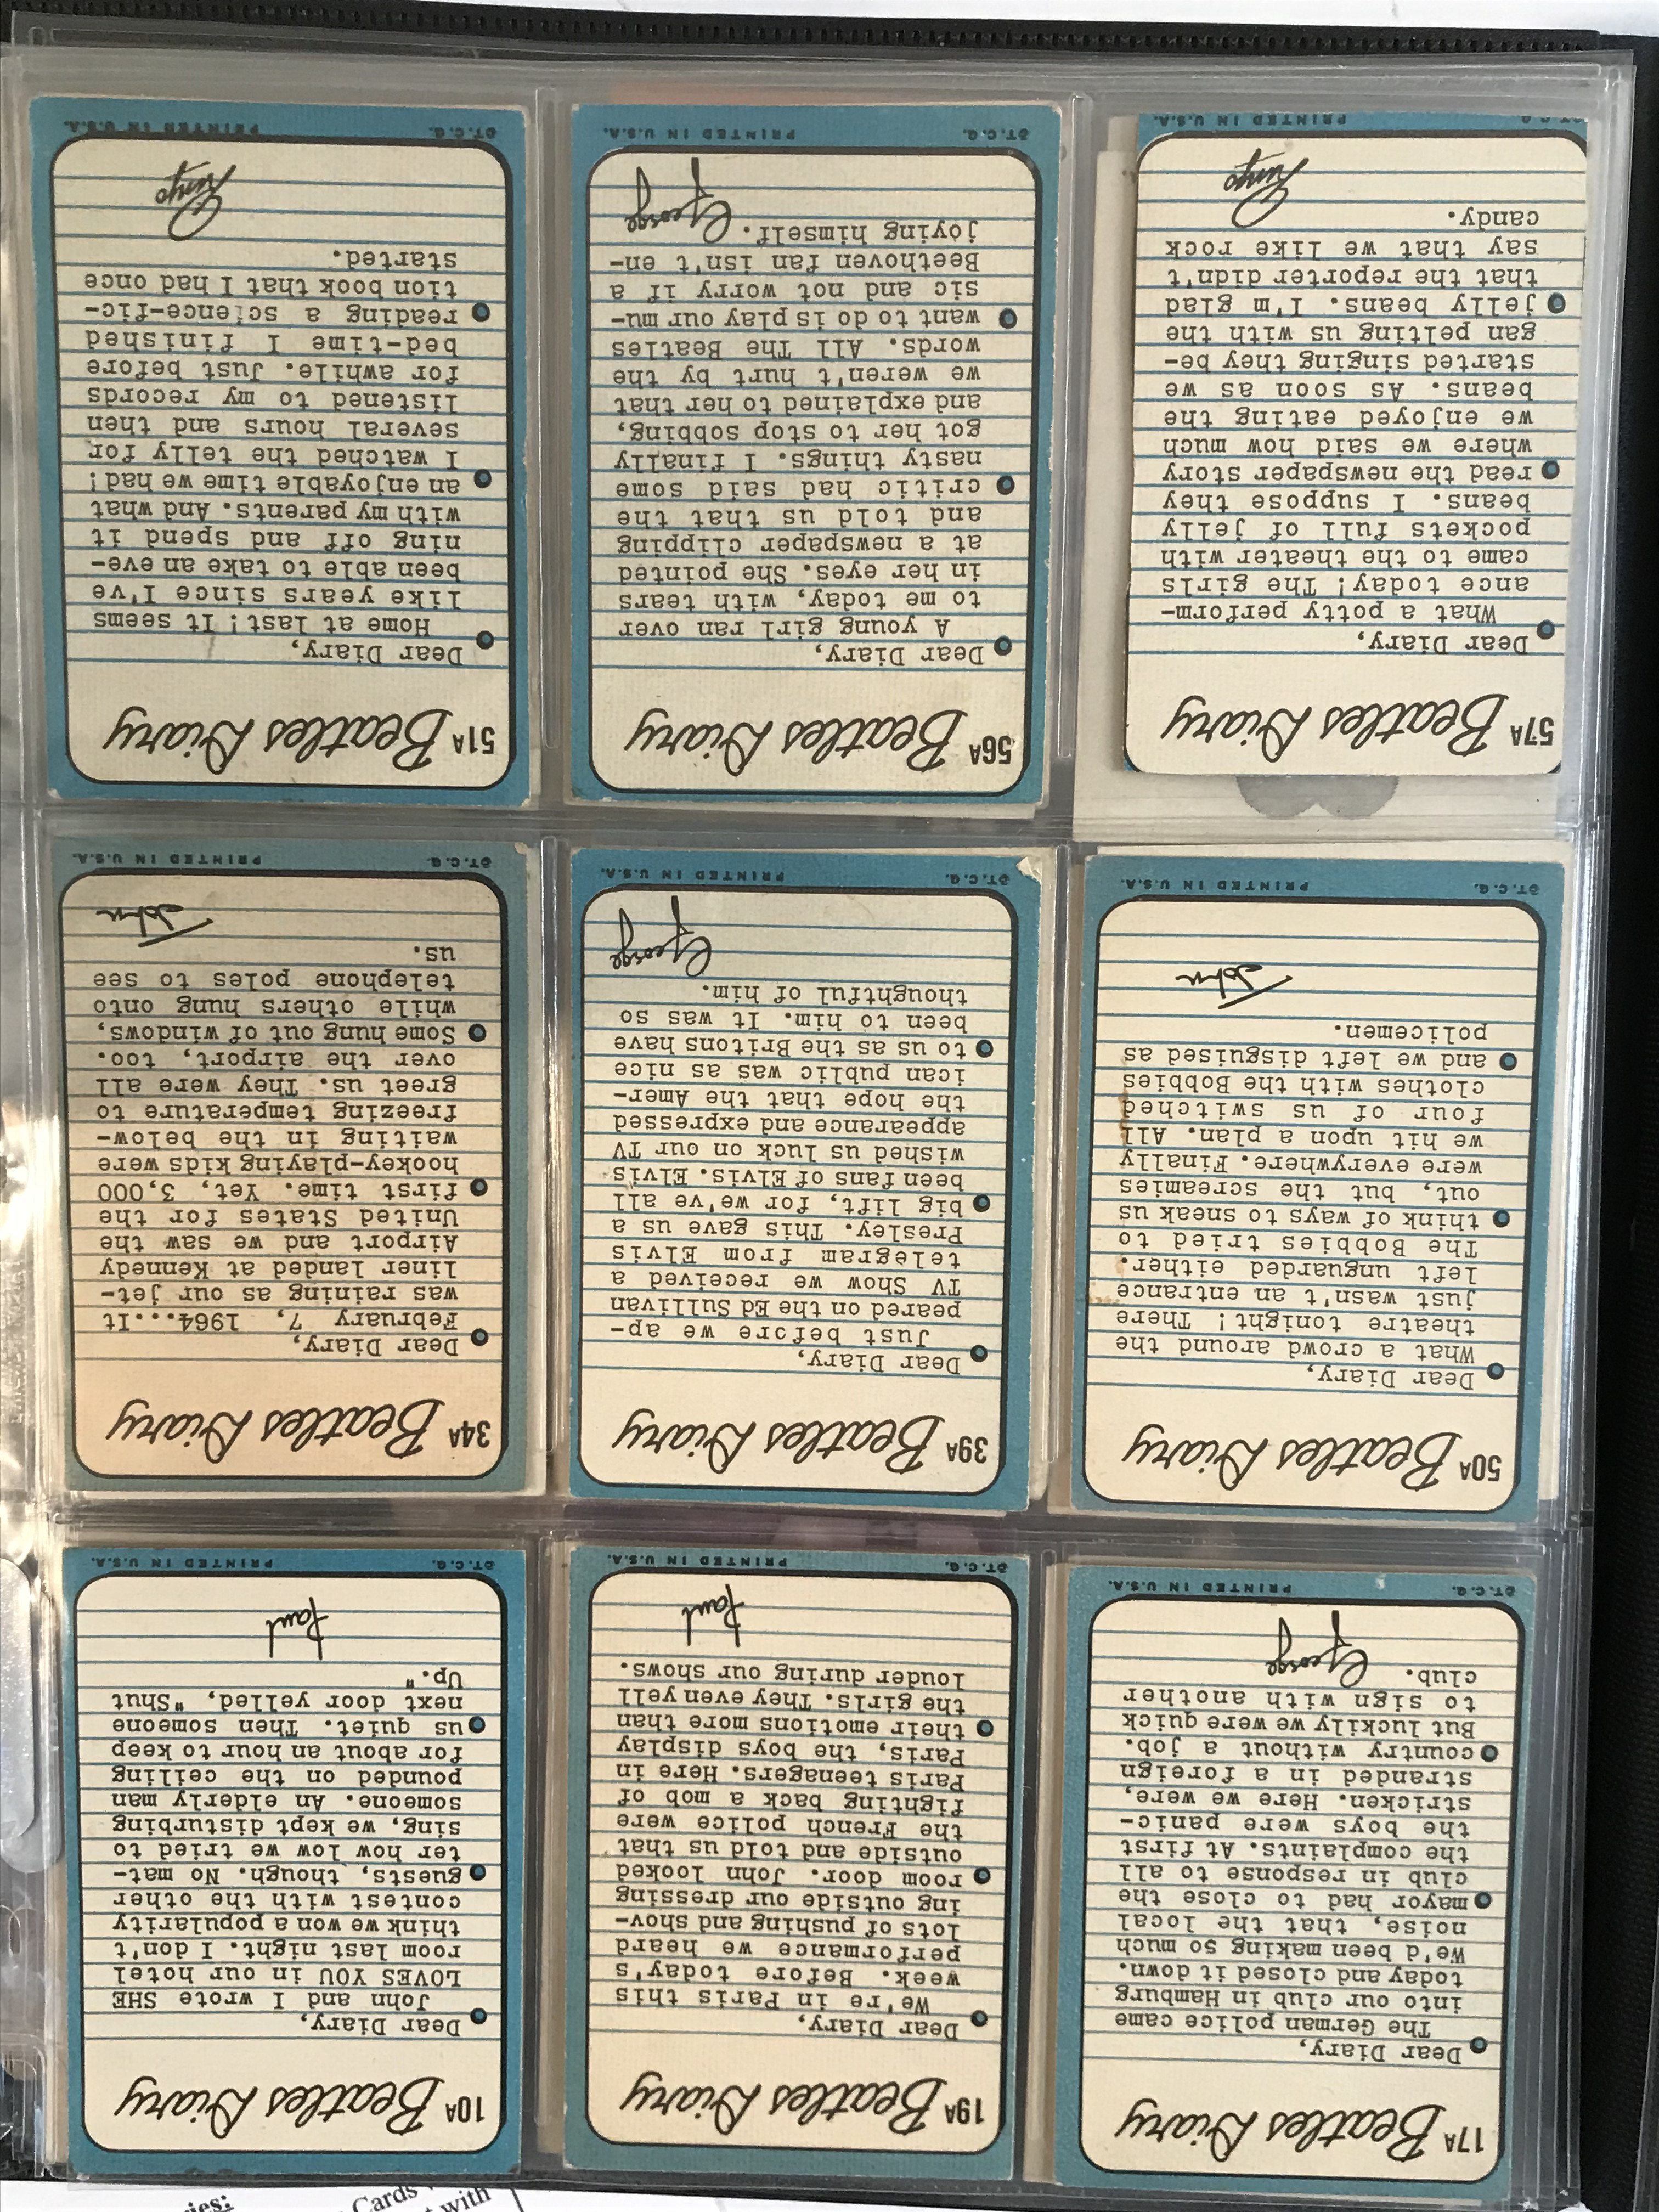 17A Beatles Diary
Dear Diary,
The German police came
into our club in Hamburg
today and closed it down.
We'd been making so much
noise, that the local
mayor had to close the
club in response to all
the complaints. At first
the boys were panic-
stricken. Here we were,
stranded in a foreign
country without a job.
But luckily we were quick
to sign with another
club.
George
©T.C.G. PRINTED IN U.S.A.
19A Beatles Diary
Dear Diary,
We're in Paris this
week. Before today's
performance we heard
lots of pushing and shov-
ing outside our dressing
room door. John looked
outside and told us that
the French police were
fighting back a mob of
Paris teenagers. Here in
Paris, the boys display
their emotions more than
the girls. They even yell
louder during our shows.
Paul
©T.C.G. PRINTED IN U.S.A.
10A Beatles Diary
Dear Diary,
John and I wrote SHE
LOVES YOU in our hotel
room last night. I don't
think we won a popularity
contest with the other
guests, though. No mat-
ter how low we tried to
sing, we kept disturbing
someone. An elderly man
pounded on the ceiling
for about an hour to keep
us quiet. Then someone
next door yelled, "Shut
Up."
Paul
©T.C.G. PRINTED IN U.S.A.
50A Beatles Diary
Dear Diary,
What a crowd around the
theatre tonight! There
just wasn't an entrance
left unguarded either.
The Bobbies tried to
think of ways to sneak us
out, but the screamies
were everywhere. Finally
we hit upon a plan. All
four of us switched
clothes with the Bobbies
and we left disguised as
policemen.
John
©T.C.G. PRINTED IN U.S.A.
39A Beatles Diary
Dear Diary,
Just before we ap-
peared on the Ed Sullivan
TV Show we received a
telegram from Elvis
Presley. This gave us a
big lift, for we've all
been fans of Elvis. Elvis
wished us luck on our TV
appearance and expressed
the hope that the Amer-
ican public was as nice
to us as the Britons have
been to him. It was so
thoughtful of him.
George
©T.C.G. PRINTED IN U.S.A.
34A Beatles Diary
Dear Diary,
February 7, 1964...It
was raining as our jet-
liner landed at Kennedy
Airport and we saw the
United States for the
first time. Yet, 3,000
hookey-playing kids were
waiting in the below-
freezing temperature to
greet us. They were all
over the airport, too.
Some hung out of windows,
while others hung onto
telephone poles to see
us.
John
©T.C.G. PRINTED IN U.S.A.
57A Beatles Diary
Dear Diary,
What a potty perform-
ance today! The girls
came to the theater with
pockets full of jelly
beans. I suppose they
read the newspaper story
where we said how much
we enjoyed eating the
beans. As soon as we
started singing they be-
gan pelting us with the
jelly beans. I'm glad
that the reporter didn't
say that we like rock
candy.
Ringo
PRINTED IN U.S.A.
56A Beatles Diary
Dear Diary,
A young girl ran over
to me today, with tears
in her eyes. She pointed
at a newspaper clipping
and told us that the
critic had said some
nasty things. I finally
got her to stop sobbing,
and explained to her that
we weren't hurt by the
words. All The Beatles
want to do is play our mu-
sic and not worry if a
Beethoven fan isn't en-
joying himself.
George
©T.C.G. PRINTED IN U.S.A.
51A Beatles Diary
Dear Diary,
Home at last! It seems
like years since I've
been able to take an eve-
ning off and spend it
with my parents. And what
an enjoyable time we had!
I watched the telly for
several hours and then
listened to my records
for awhile. Just before
bed-time I finished
reading a science-fic-
tion book that I had once
started.
Ringo
©T.C.G. PRINTED IN U.S.A.
Cards
with